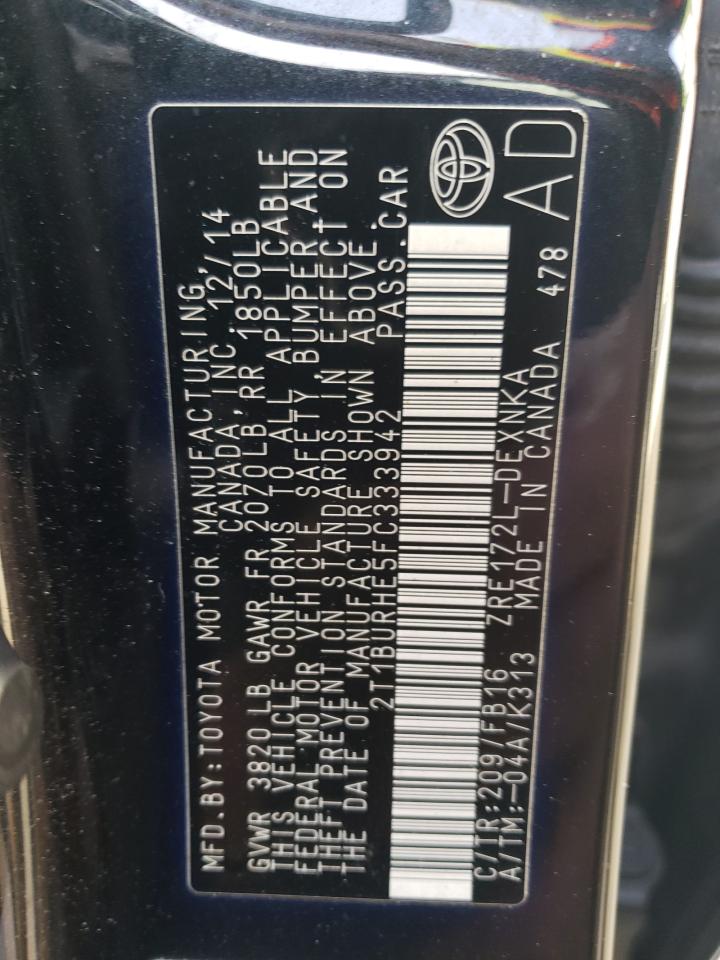 MFD.BY:TOYOTA MOTOR MANUFACTURING,
CANADA, INC. 12/14
GVWR 3820LB GAWR FR 2070LB,RR 1850LB
THIS VEHICLE CONFORMS TO ALL APPLICABLE
FEDERAL MOTOR VEHICLE SAFETY, BUMPER,AND
THEFT PREVENTION STANDARDS IN EFFECT ON
THE DATE OF MANUFACTURE SHOWN ABOVE.
2T1BURHE5FC333942 PASS.CAR
C/TR:209/FB16 ZRE172L-DEXNKA
A/TM:-04A/K313 MADE IN CANADA 478
AD